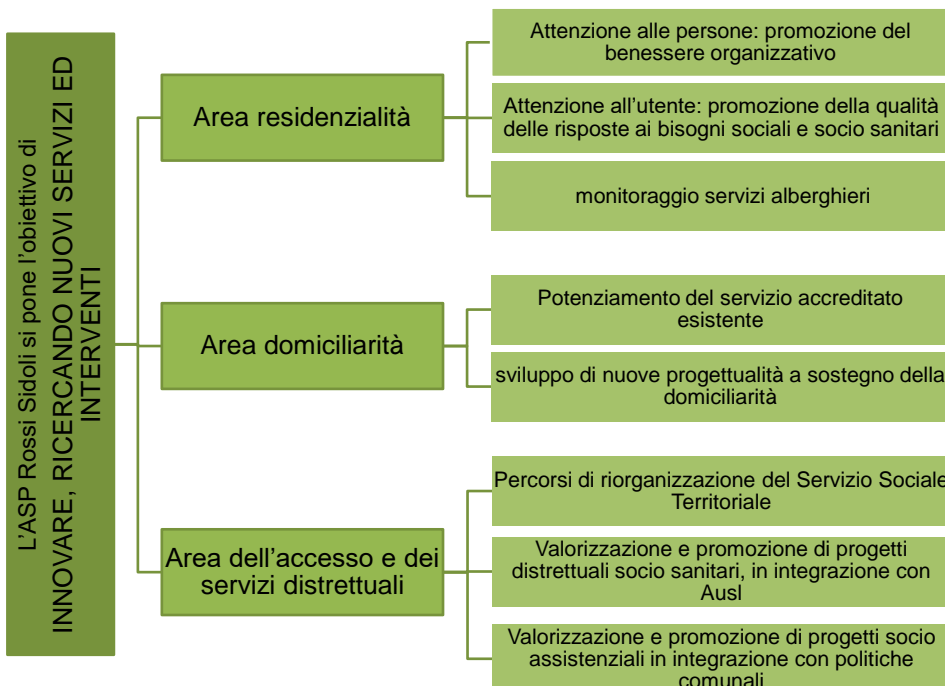 L'ASP Rossi Sidoli si pone l'obiettivo di
INNOVARE, RICERCANDO NUOVI SERVIZI ED
INTERVENTI
Area residenzialità
Attenzione alle persone: promozione del
benessere organizzativo
Attenzione all'utente: promozione della qualità
delle risposte ai bisogni sociali e socio sanitari
monitoraggio servizi alberghieri
Area domiciliarità
Potenziamento del servizio accreditato
esistente
sviluppo di nuove progettualità a sostegno della
domiciliarità
Area dell'accesso e dei
servizi distrettuali
Percorsi di riorganizzazione del Servizio Sociale
Territoriale
Valorizzazione e promozione di progetti
distrettuali socio sanitari, in integrazione con
Ausl
Valorizzazione e promozione di progetti socio
assistenziali in integrazione con politiche
comunali